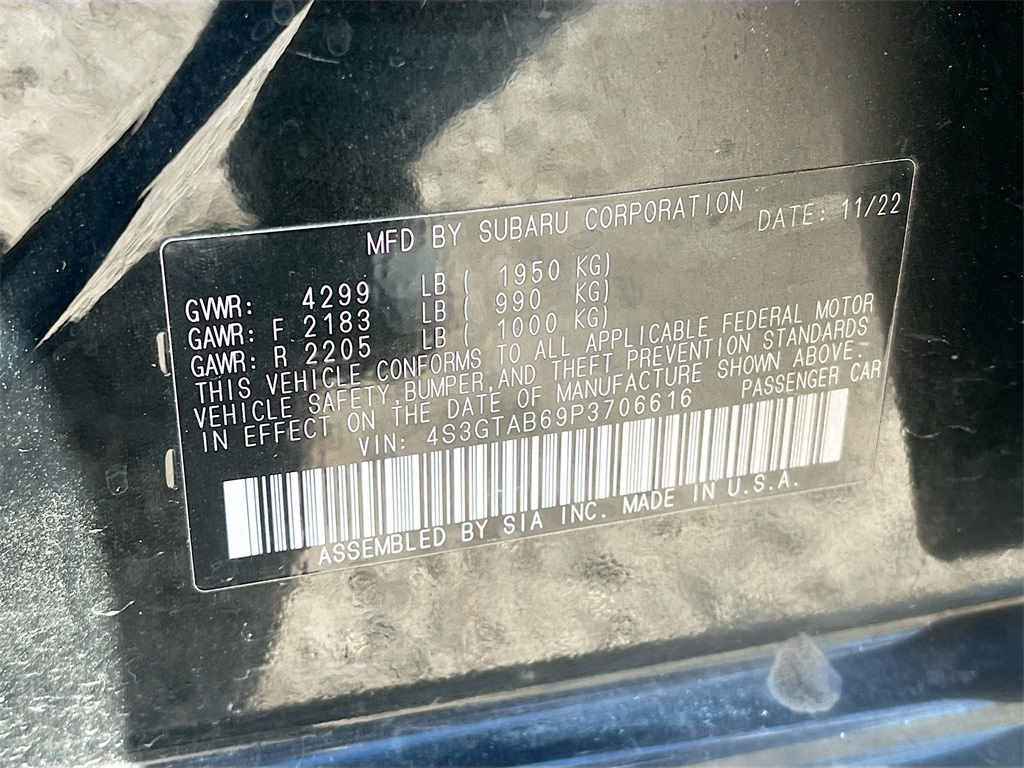 MFD BY SUBARU CORPORATION DATE: 11/22
GVWR: 4299 LB ( 1950 KG)
GAWR: F 2183 LB ( 990 KG)
GAWR: R 2205 LB ( 1000 KG)
THIS VEHICLE CONFORMS TO ALL APPLICABLE FEDERAL MOTOR
VEHICLE SAFETY,BUMPER,AND THEFT PREVENTION STANDARDS
IN EFFECT ON THE DATE OF MANUFACTURE SHOWN ABOVE.
VIN: 4S3GTAB69P3706616 PASSENGER CAR
ASSEMBLED BY SIA INC. MADE IN U.S.A.